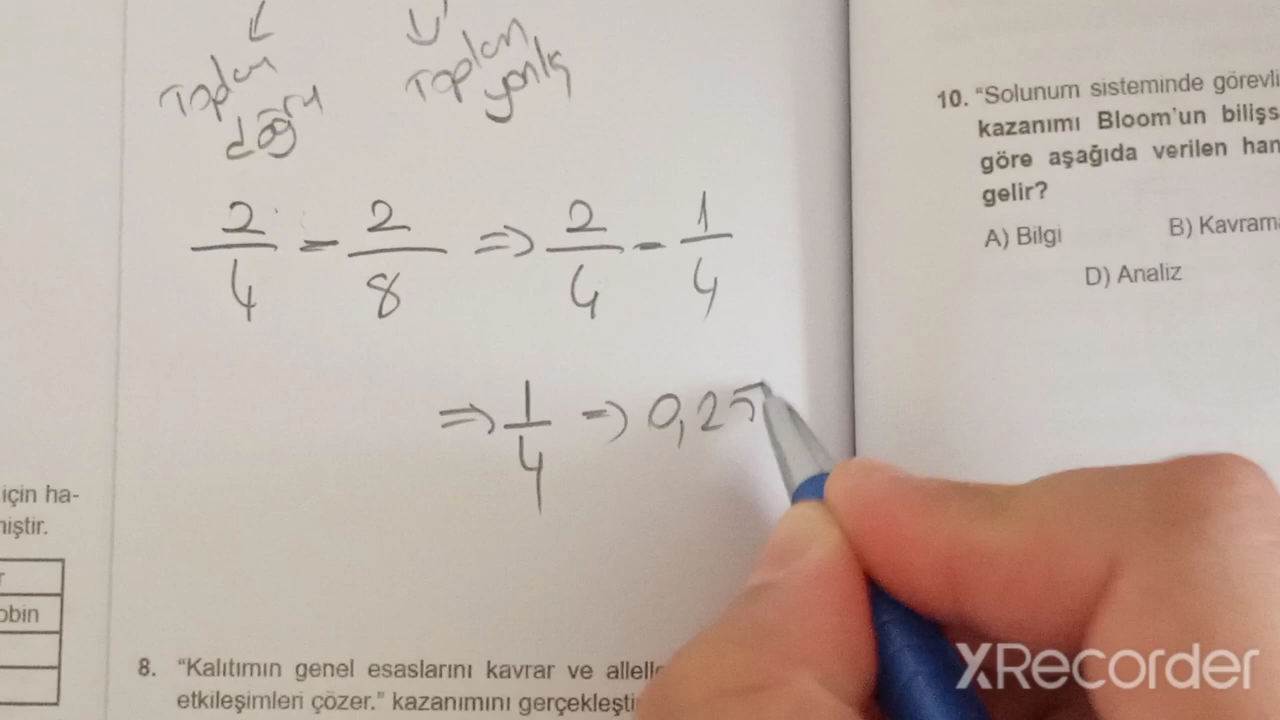 Toplam
doğru
Toplam
yanlış
2/4 - 2/8 => 2/4 - 1/4
=> 1/4 => 0,25
için ha-
miştir.
r
obin
8. "Kalıtımın genel esaslarını kavrar ve allelle
etkileşimleri çözer." kazanımını gerçekleşti
10. "Solunum sisteminde görevli
kazanımı Bloom'un bilişs
göre aşağıda verilen han
gelir?
A) Bilgi B) Kavrama
D) Analiz
XRecorder